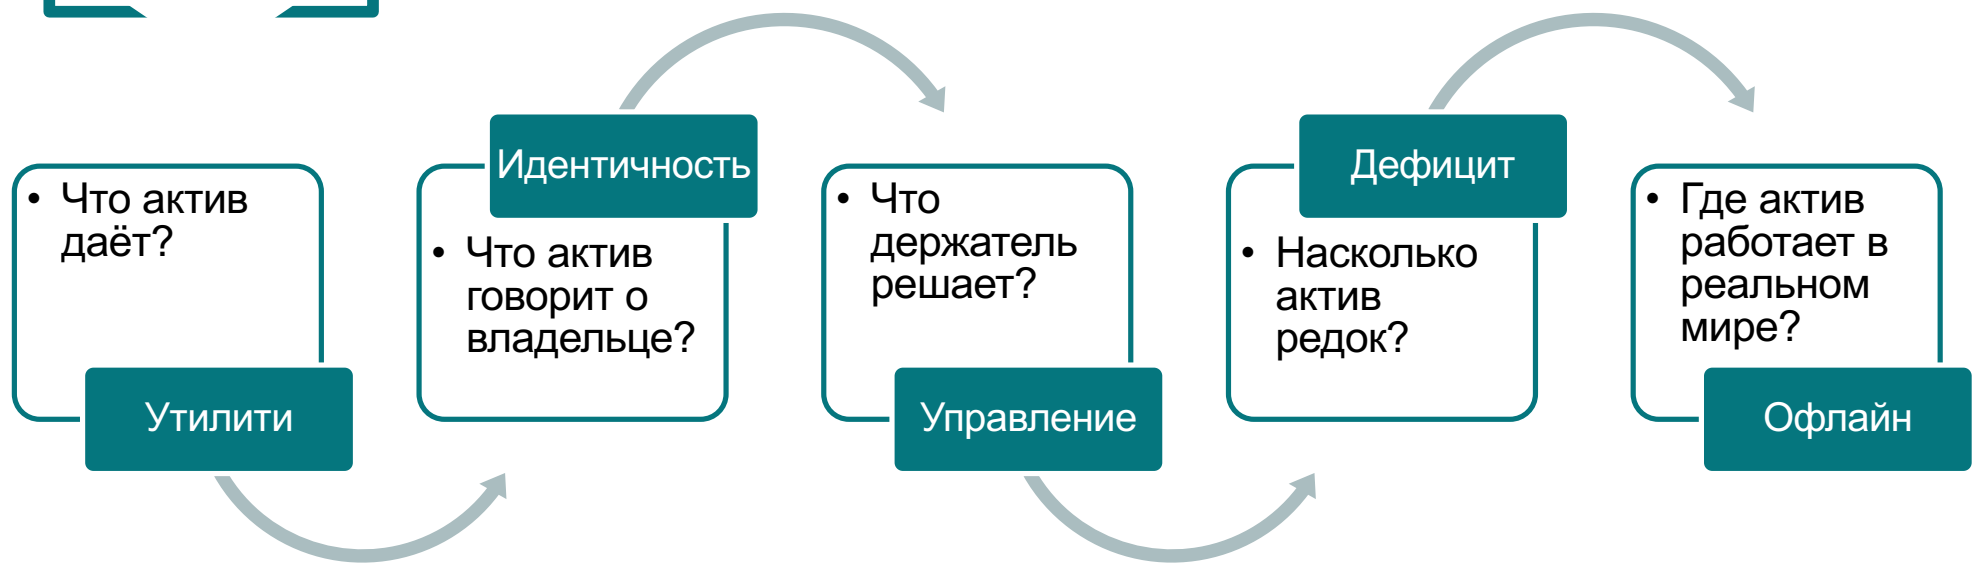 • Что актив
даёт?
Утилити
Идентичность
• Что актив
говорит о
владельце?
• Что
держатель
решает?
Управление
Дефицит
• Насколько
актив
редок?
• Где актив
работает в
реальном
мире?
Офлайн